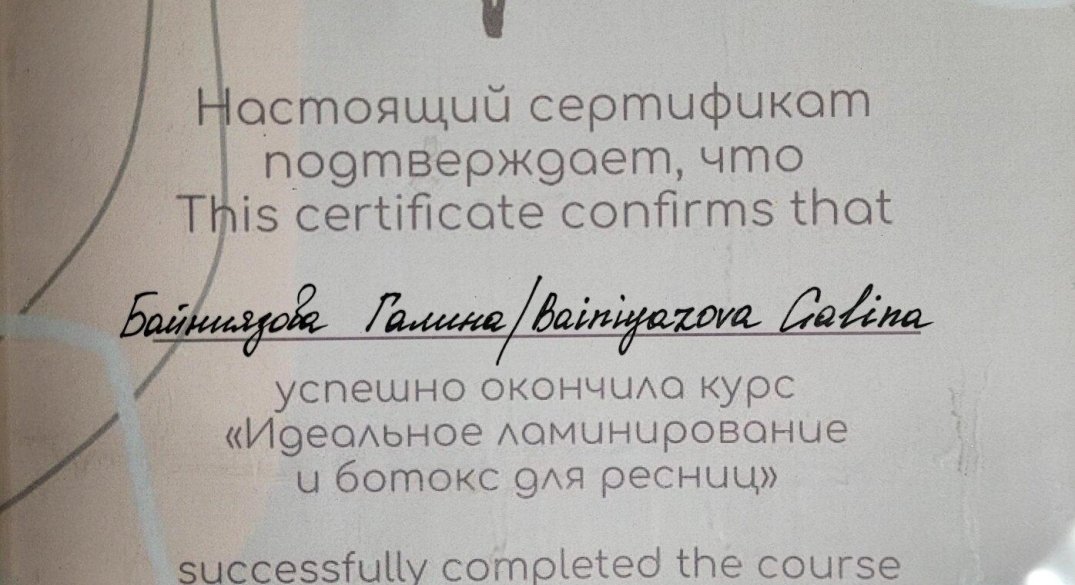 Настоящий сертификат
подтверждает, что
This certificate confirms that
Байниязова Галина/Bainiyazova Galina
успешно окончила курс
«Идеальное ламинирование
и ботокс для ресниц»
successfully completed the course